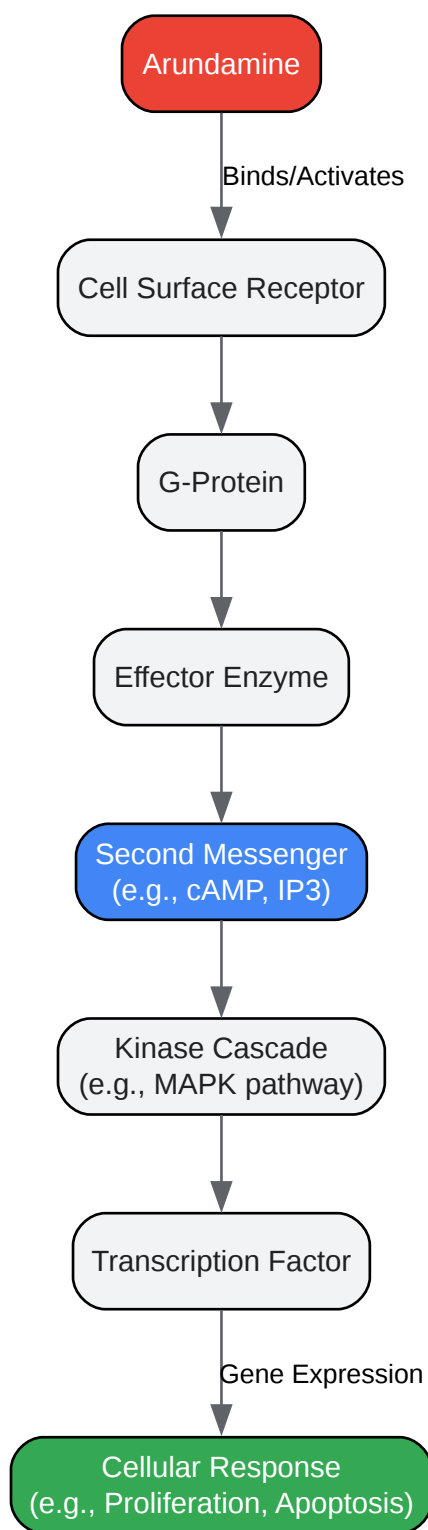 Arundamine
Binds/Activates
Cell Surface Receptor
G-Protein
Effector Enzyme
Second Messenger
(e.g., cAMP, IP3)
Kinase Cascade
(e.g., MAPK pathway)
Transcription Factor
Gene Expression
Cellular Response
(e.g., Proliferation, Apoptosis)